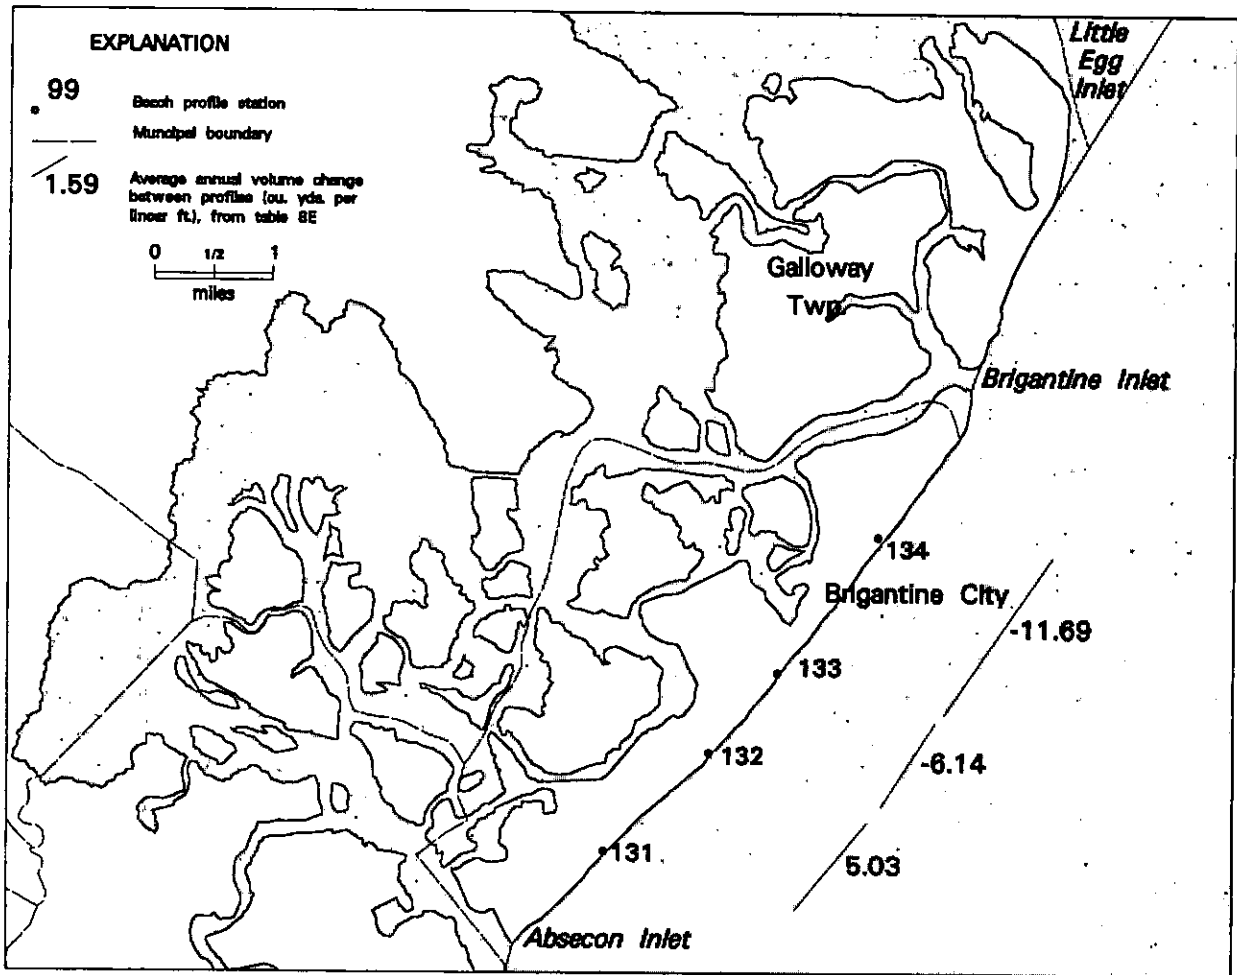 EXPLANATION
99
Beach profile station
Muncipal boundary
1.59
Average annual volume change
between profiles (cu. yds. per
linear ft.), from table 8E
0 1/2 1
miles
Little
Egg
Inlet
Galloway
Twp.
Brigantine Inlet
134
Brigantine City
-11.69
133
132
-6.14
131
5.03
Absecon Inlet